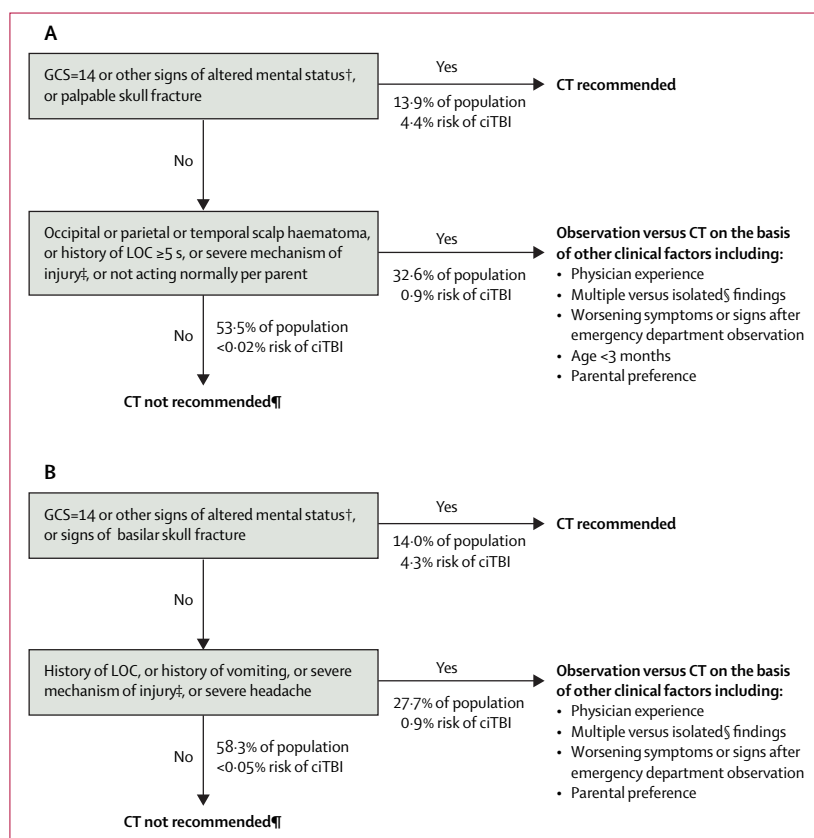 A
GCS=14 or other signs of altered mental status†,
or palpable skull fracture
Yes
13·9% of population
4·4% risk of ciTBI
CT recommended
No
Occipital or parietal or temporal scalp haematoma,
or history of LOC ≥5 s, or severe mechanism of
injury‡, or not acting normally per parent
Yes
32·6% of population
0·9% risk of ciTBI
Observation versus CT on the basis
of other clinical factors including:
• Physician experience
• Multiple versus isolated§ findings
• Worsening symptoms or signs after
emergency department observation
• Age <3 months
• Parental preference
No
53·5% of population
<0·02% risk of ciTBI
CT not recommended¶
B
GCS=14 or other signs of altered mental status†,
or signs of basilar skull fracture
Yes
14·0% of population
4·3% risk of ciTBI
CT recommended
No
History of LOC, or history of vomiting, or severe
mechanism of injury‡, or severe headache
Yes
27·7% of population
0·9% risk of ciTBI
Observation versus CT on the basis
of other clinical factors including:
• Physician experience
• Multiple versus isolated§ findings
• Worsening symptoms or signs after
emergency department observation
• Parental preference
No
58·3% of population
<0·05% risk of ciTBI
CT not recommended¶